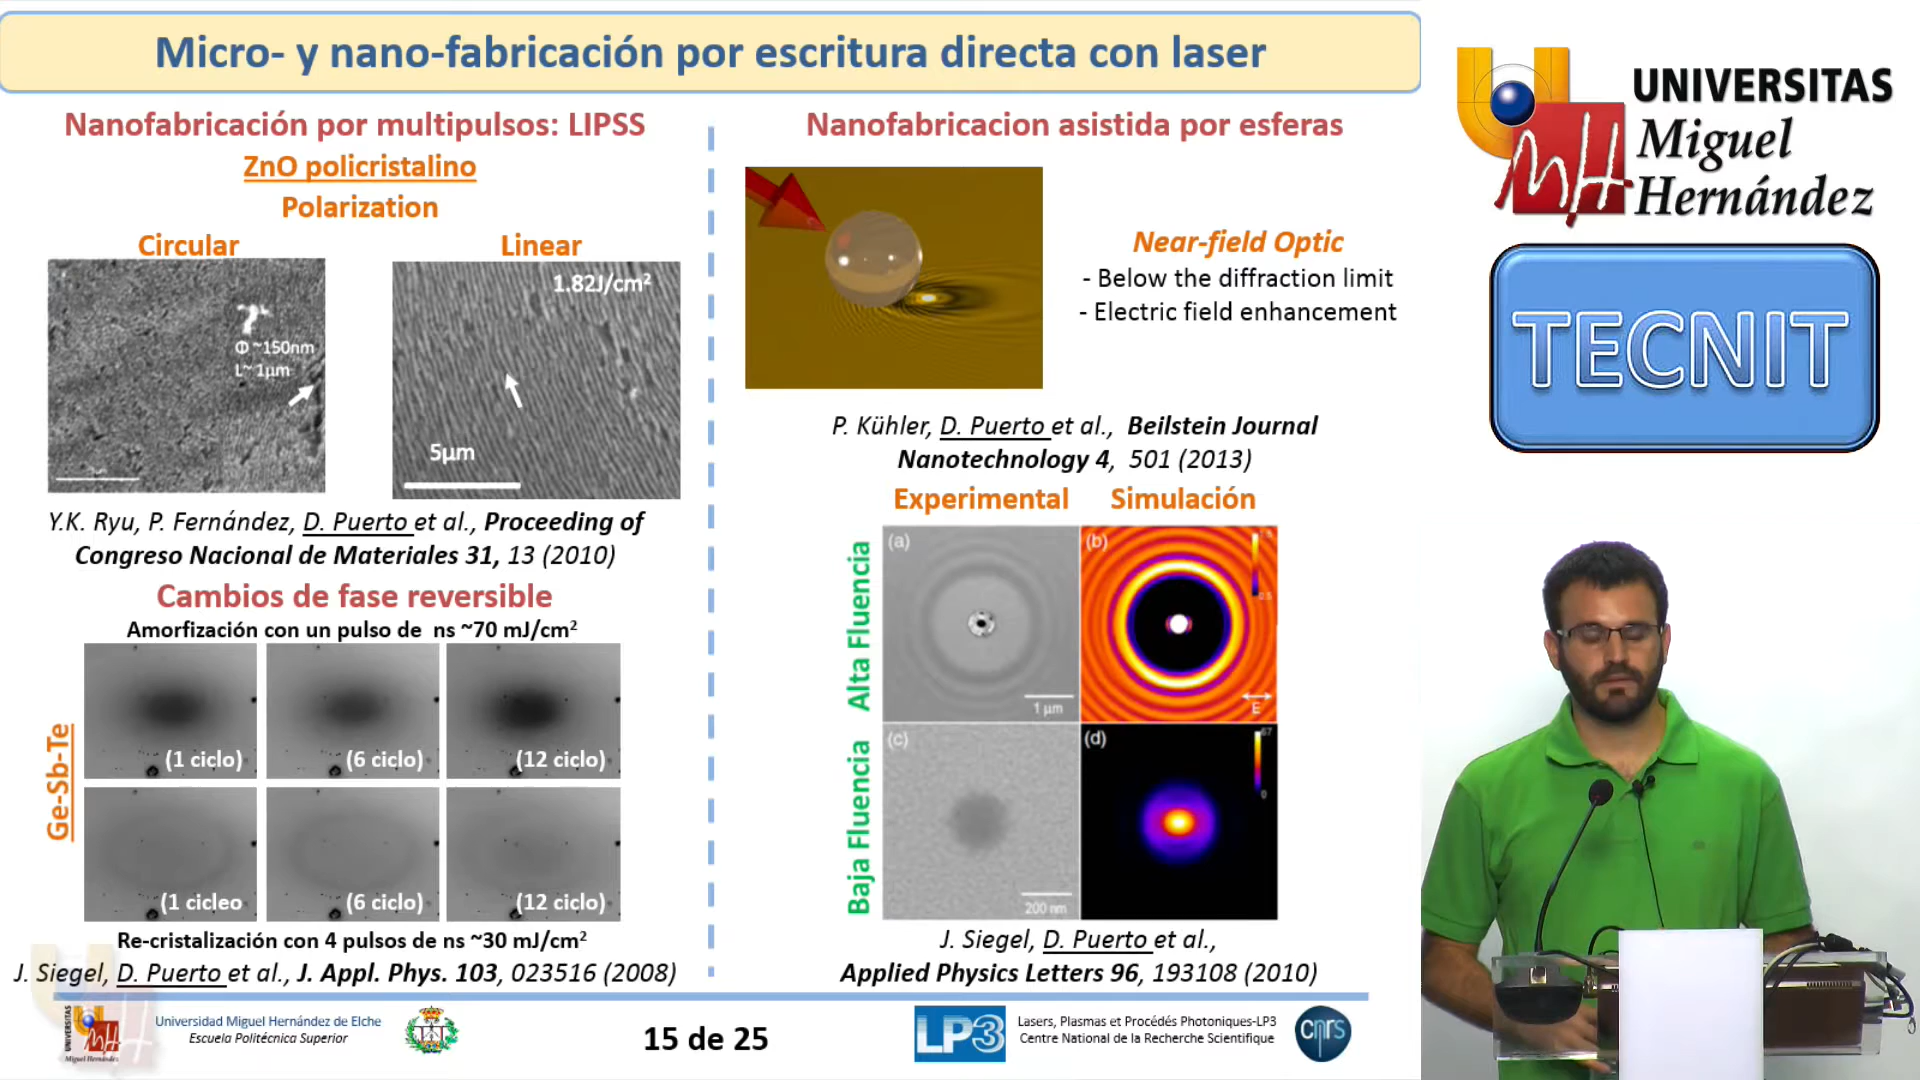 Micro- y nano-fabricación por escritura directa con laser
Nanofabricación por multipulsos: LIPSS
ZnO policristalino
Polarization
Circular
Linear
Φ ~150nm
L~ 1µm
1.82J/cm²
5µm
Y.K. Ryu, P. Fernández, D. Puerto et al., Proceeding of
Congreso Nacional de Materiales 31, 13 (2010)
Cambios de fase reversible
Amorfización con un pulso de ns ~70 mJ/cm²
Ge-Sb-Te
(1 ciclo)
(6 ciclo)
(12 ciclo)
(1 cicleo
(6 ciclo)
(12 ciclo)
Re-cristalización con 4 pulsos de ns ~30 mJ/cm²
J. Siegel, D. Puerto et al., J. Appl. Phys. 103, 023516 (2008)
Nanofabricacion asistida por esferas
Near-field Optic
- Below the diffraction limit
- Electric field enhancement
P. Kühler, D. Puerto et al., Beilstein Journal
Nanotechnology 4, 501 (2013)
Experimental
Simulación
Alta Fluencia
(a)
1 µm
(b)
0.5
E
Baja Fluencia
(c)
200 nm
(d)
0
J. Siegel, D. Puerto et al.,
Applied Physics Letters 96, 193108 (2010)
UNIVERSITAS
Miguel Hernández
Universidad Miguel Hernández de Elche
Escuela Politécnica Superior
15 de 25
LP3
Lasers, Plasmas et Procédés Photoniques-LP3
Centre National de la Recherche Scientifique
cnrs
UNIVERSITAS
Miguel
Hernández
TECNIT